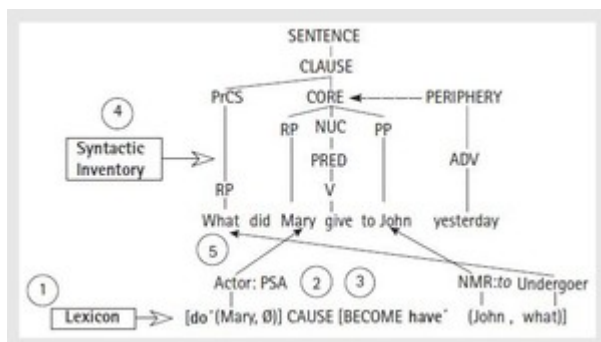 SENTENCE
CLAUSE
PrCS CORE PERIPHERY
4
RP NUC PP
Syntactic
Inventory
PRED ADV
RP V
What did Mary give to John yesterday
5
Actor: PSA 2 3 NMR:to Undergoer
1
Lexicon [do´(Mary, Ø)] CAUSE [BECOME have´ (John , what)]